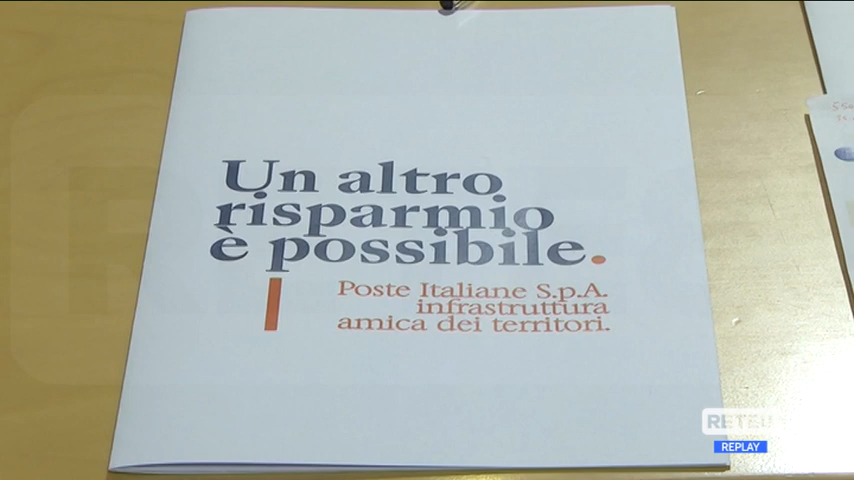 Un altro
risparmio
è possibile.
Poste Italiane S.p.A.
infrastruttura
amica dei territori.
REPLAY